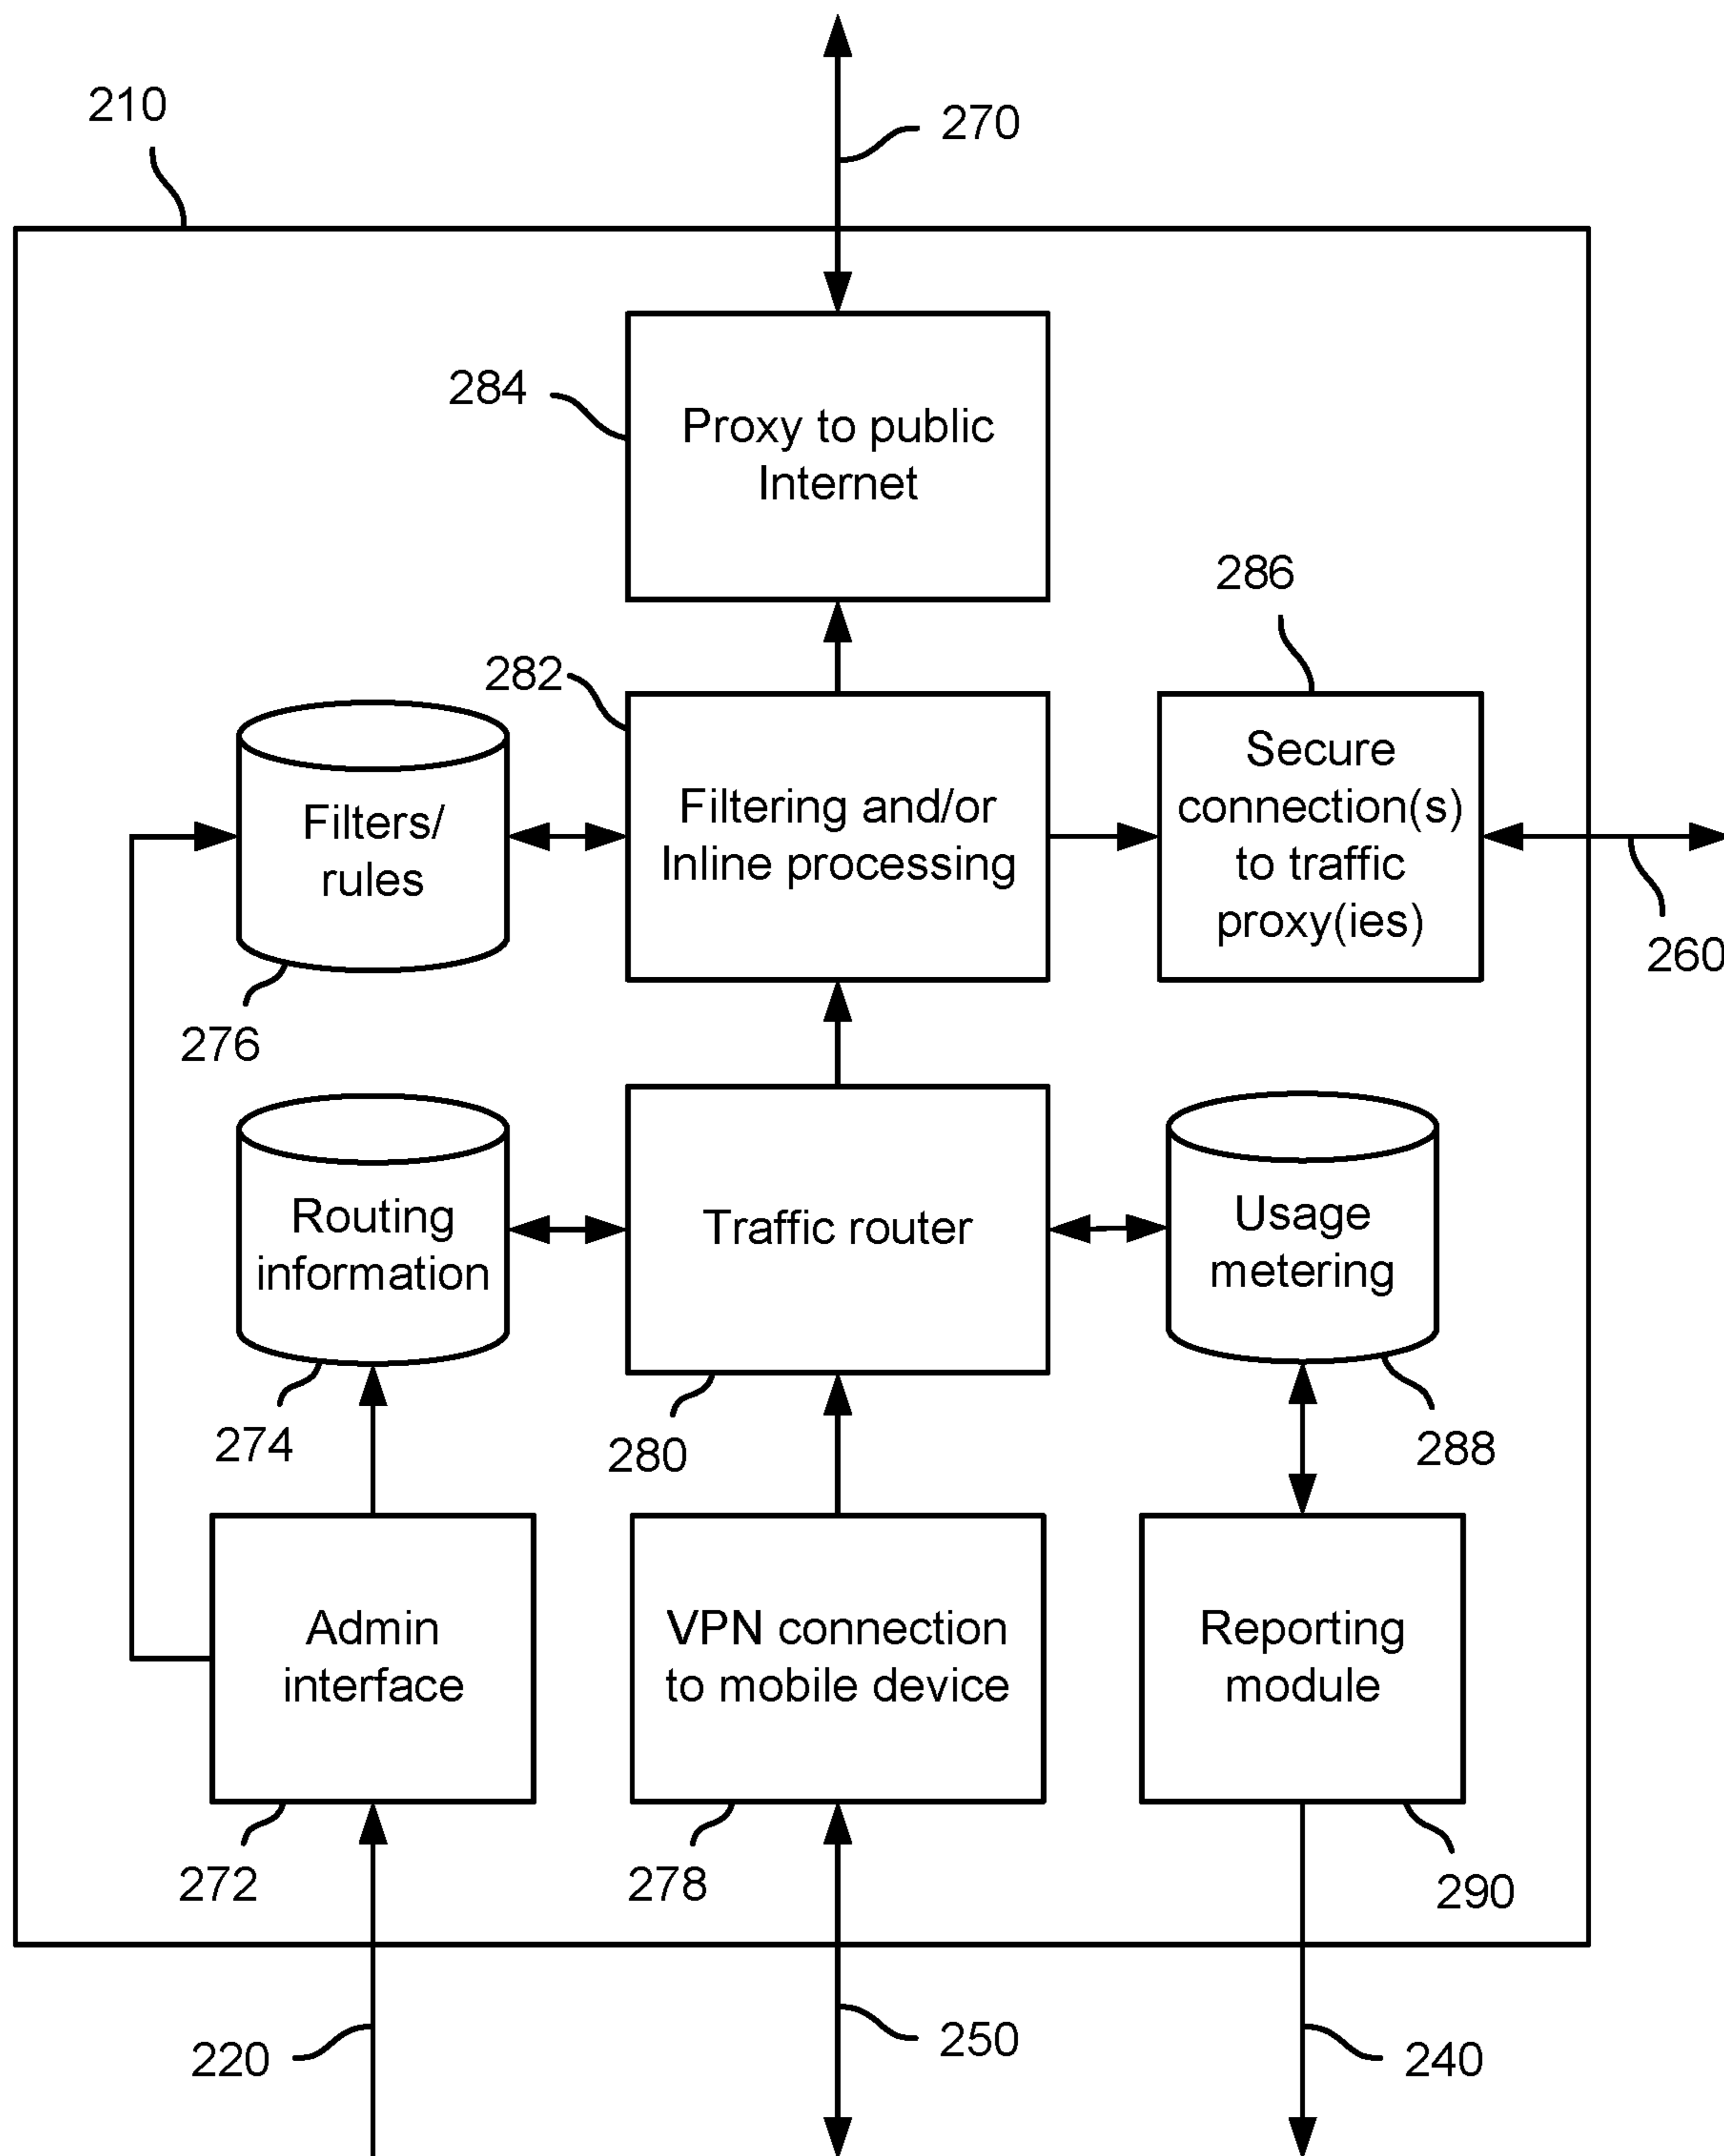 210
270
284
Proxy to public
Internet
286
282
Filters/
rules
Filtering and/or
Inline processing
Secure
connection(s)
to traffic
proxy(ies)
260
276
Routing
information
Traffic router
Usage
metering
274
280
288
Admin
interface
VPN connection
to mobile device
Reporting
module
272
278
290
220
250
240